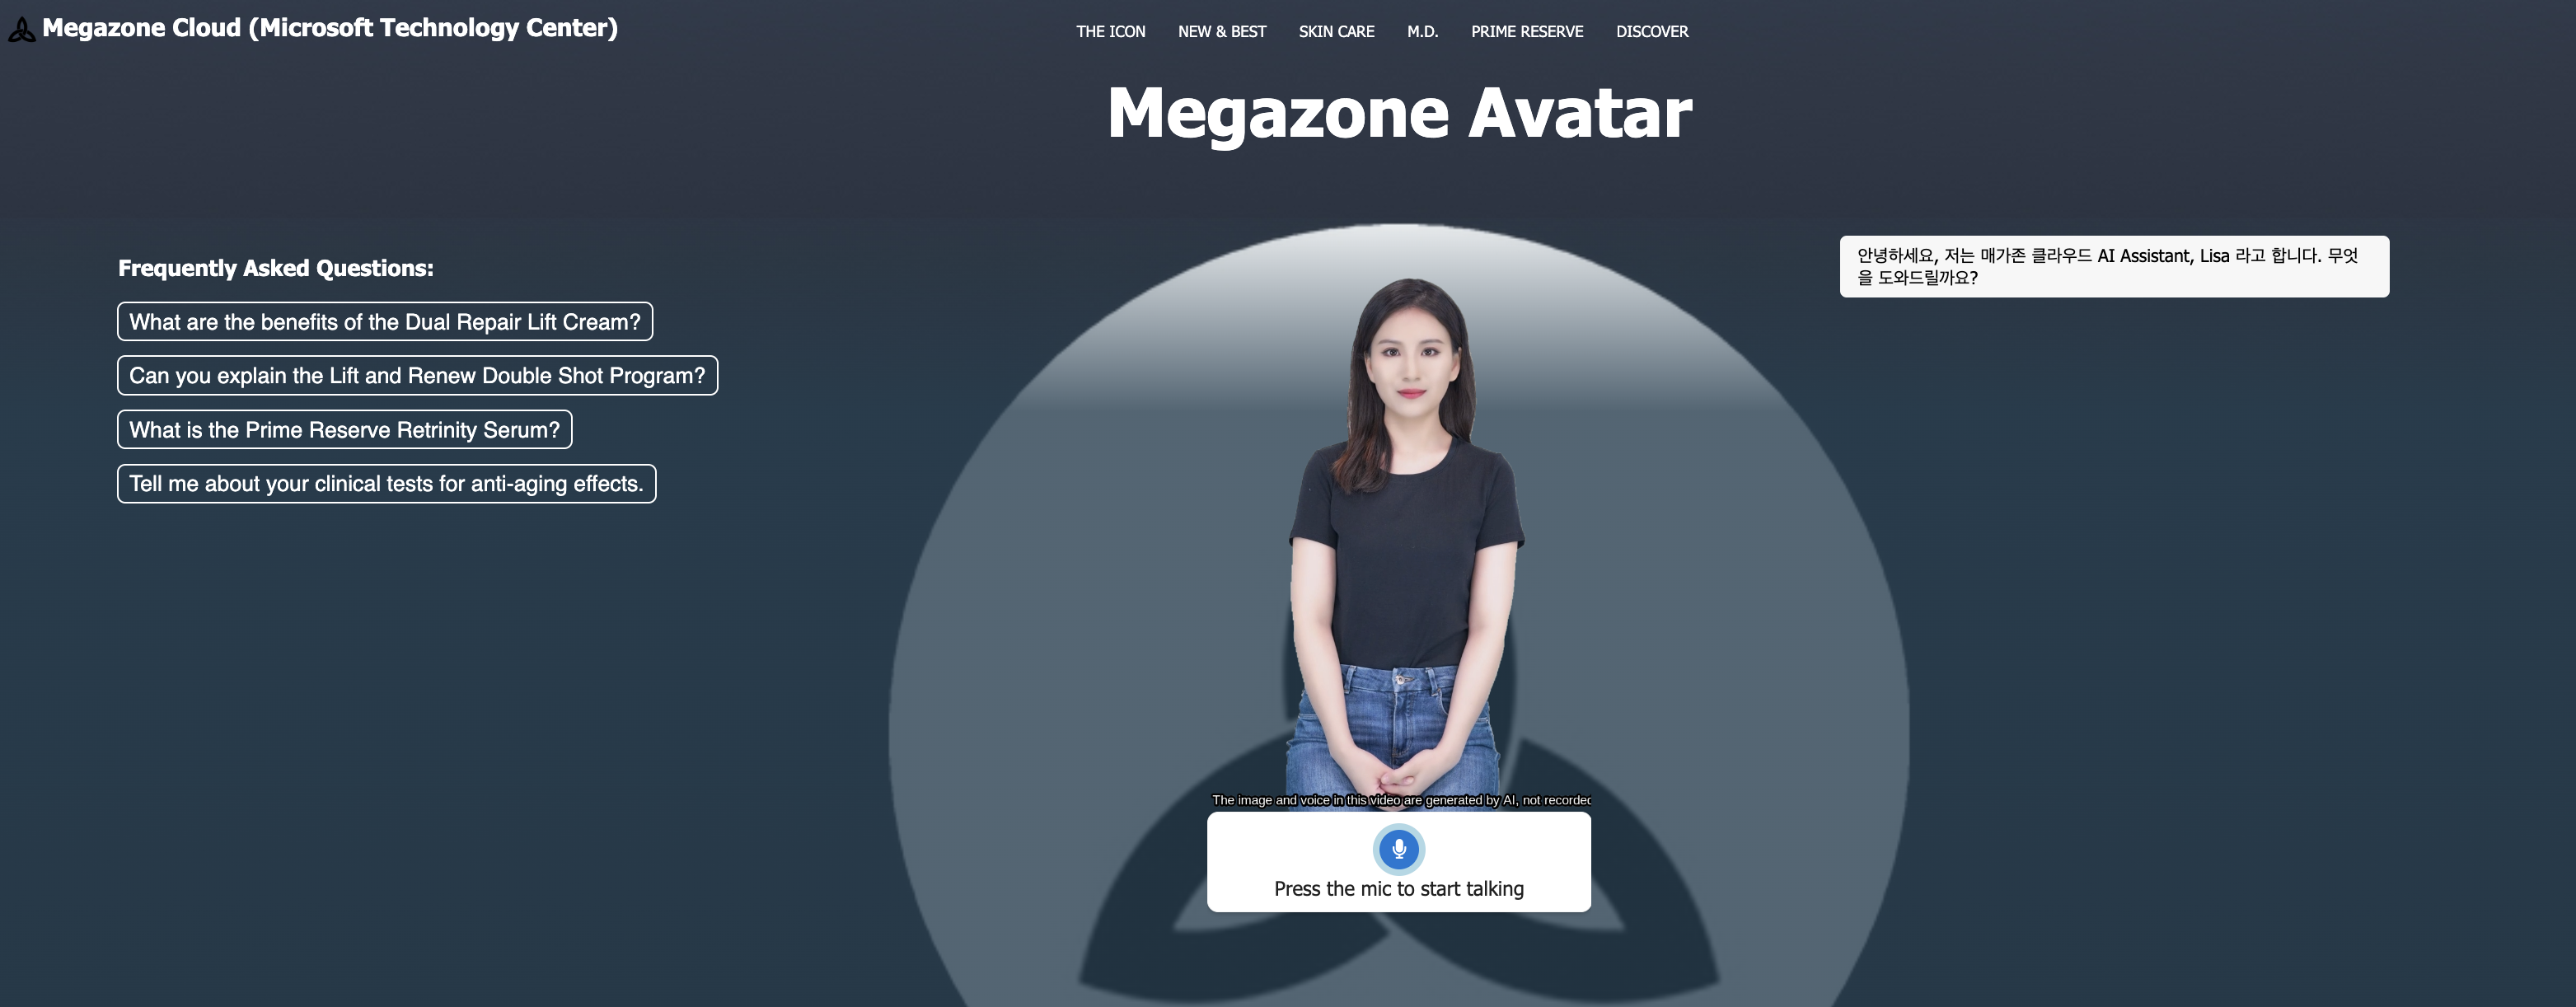 Megazone Cloud (Microsoft Technology Center)
THE ICON NEW & BEST SKIN CARE M.D. PRIME RESERVE DISCOVER
Megazone Avatar
Frequently Asked Questions:
What are the benefits of the Dual Repair Lift Cream?
Can you explain the Lift and Renew Double Shot Program?
What is the Prime Reserve Retrinity Serum?
Tell me about your clinical tests for anti-aging effects.
안녕하세요, 저는 매가존 클라우드 AI Assistant, Lisa 라고 합니다. 무엇
을 도와드릴까요?
The image and voice in this video are generated by AI, not recorded
Press the mic to start talking